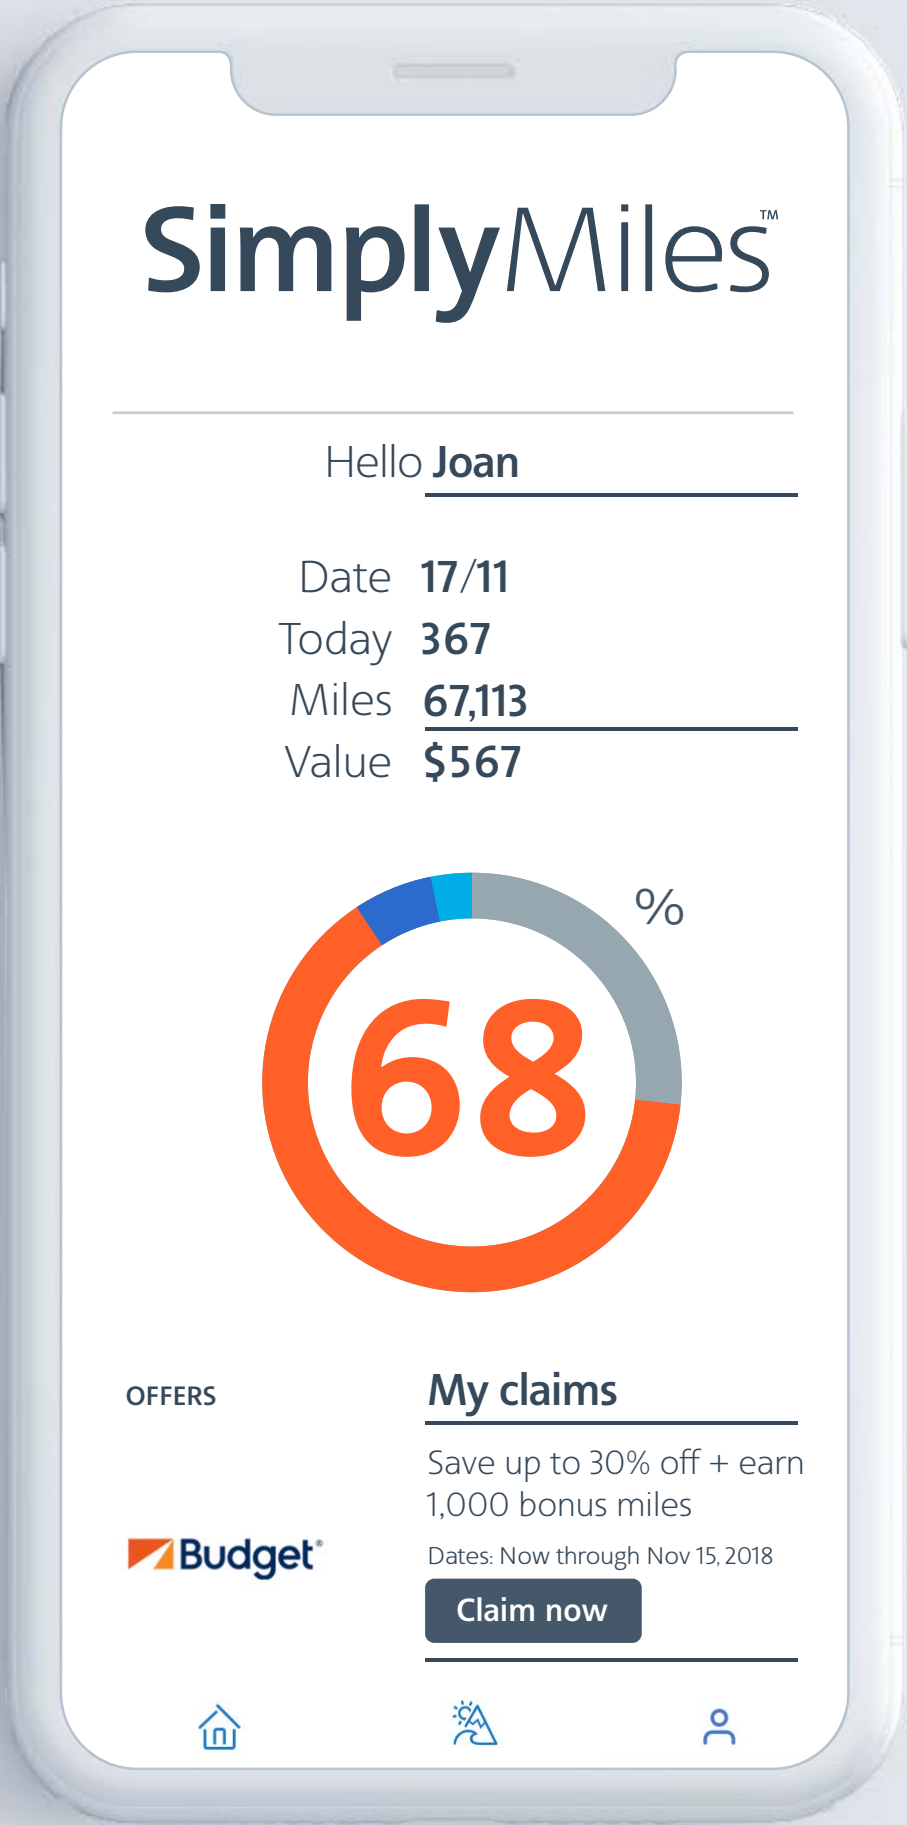 SimplyMiles™
Hello Joan
Date 17/11
Today 367
Miles 67,113
Value $567
%
68
OFFERS
My claims
Save up to 30% off + earn
1,000 bonus miles
Budget®
Dates: Now through Nov 15, 2018
Claim now